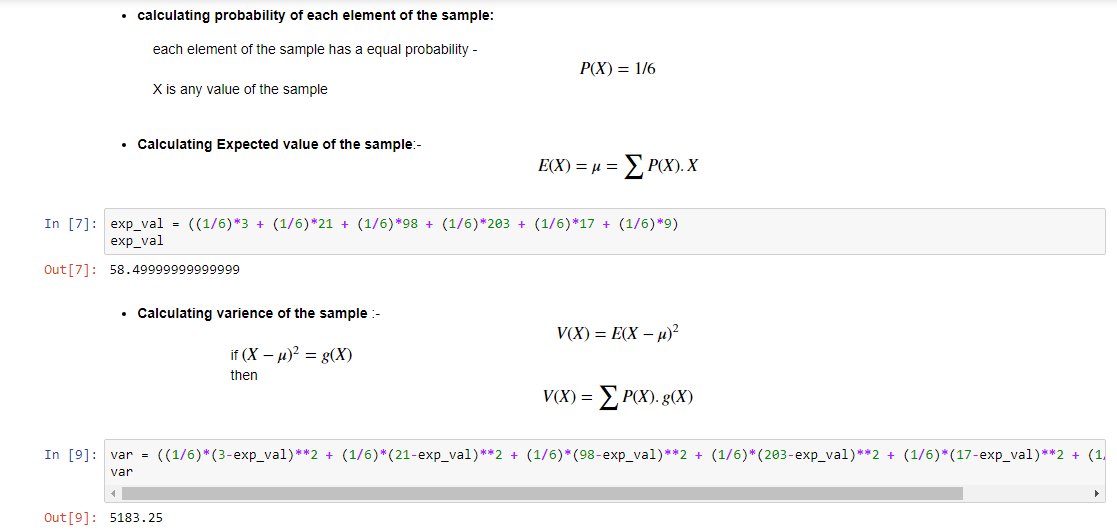 • calculating probability of each element of the sample:
each element of the sample has a equal probability -
P(X) = 1/6
X is any value of the sample
• Calculating Expected value of the sample:-
E(X) = μ = ∑ P(X). X
In [7]: exp_val = ((1/6)*3 + (1/6)*21 + (1/6)*98 + (1/6)*203 + (1/6)*17 + (1/6)*9)
exp_val
Out[7]: 58.49999999999999
• Calculating varience of the sample :-
V(X) = E(X − μ)²
if (X − μ)² = g(X)
then
V(X) = ∑ P(X). g(X)
In [9]: var = ((1/6)*(3-exp_val)**2 + (1/6)*(21-exp_val)**2 + (1/6)*(98-exp_val)**2 + (1/6)*(203-exp_val)**2 + (1/6)*(17-exp_val)**2 + (1/
var
Out[9]: 5183.25